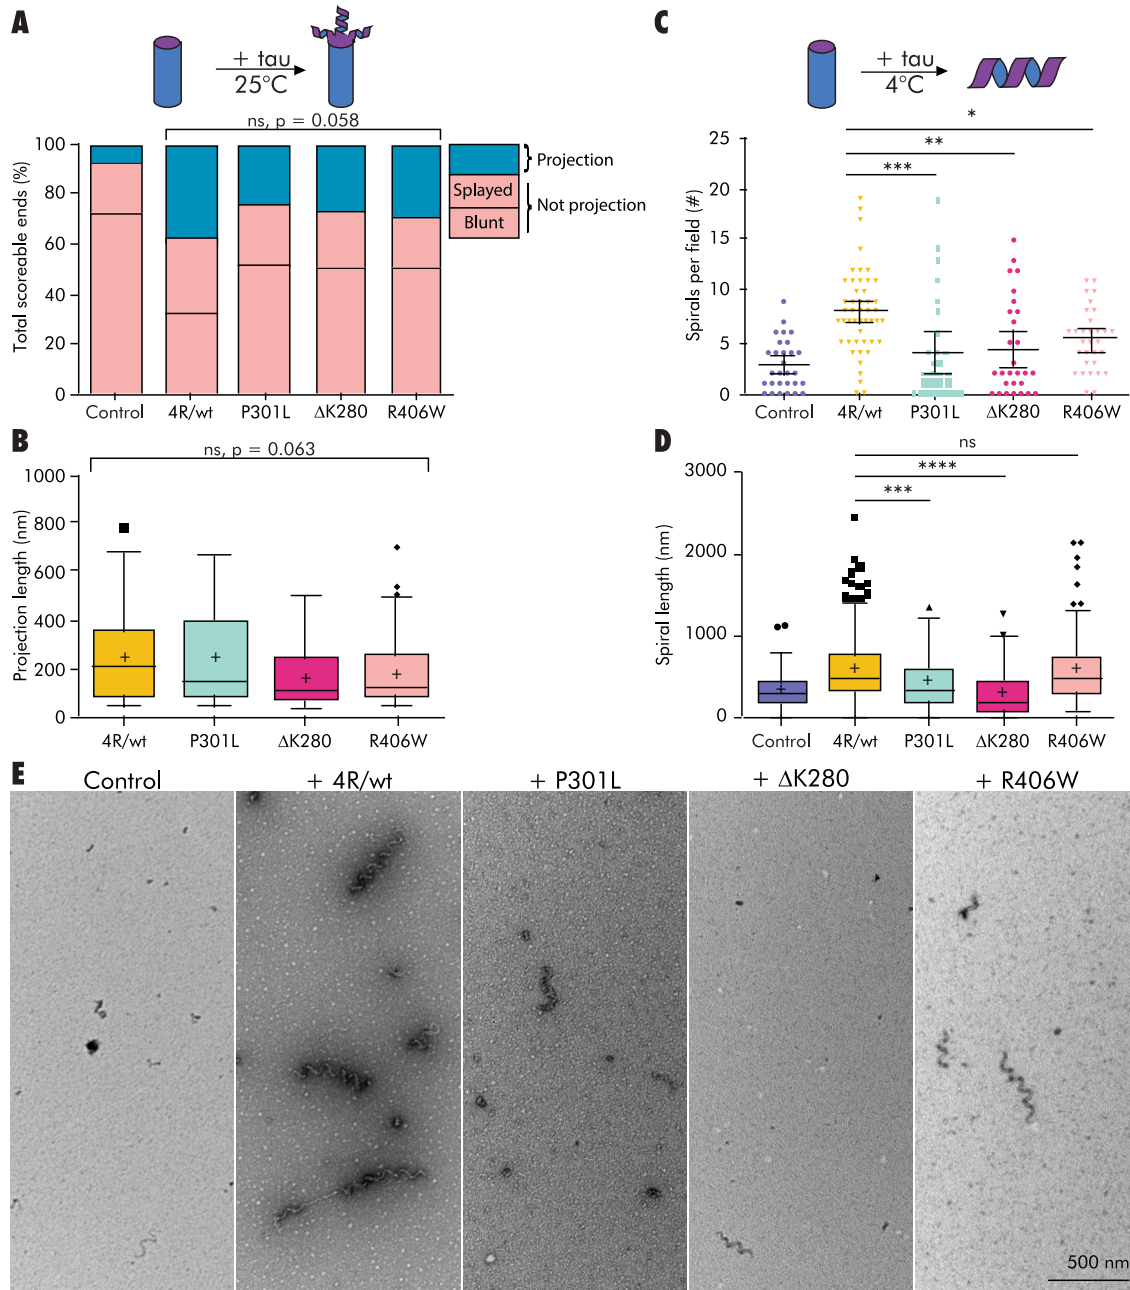 A
+ tau
25°C
ns, p = 0.058
Total scoreable ends (%)
100
80
60
40
20
0
Control
4R/wt
P301L
ΔK280
R406W
Projection
Splayed
Blunt
Not projection
B
ns, p = 0.063
Projection length (nm)
1000
800
600
400
200
0
4R/wt
P301L
ΔK280
R406W
C
+ tau
4°C
*
**
***
Spirals per field (#)
25
20
15
10
5
0
Control
4R/wt
P301L
ΔK280
R406W
D
ns
****
***
Spiral length (nm)
3000
2000
1000
0
Control
4R/wt
P301L
ΔK280
R406W
E
Control
+ 4R/wt
+ P301L
+ ΔK280
+ R406W
500 nm